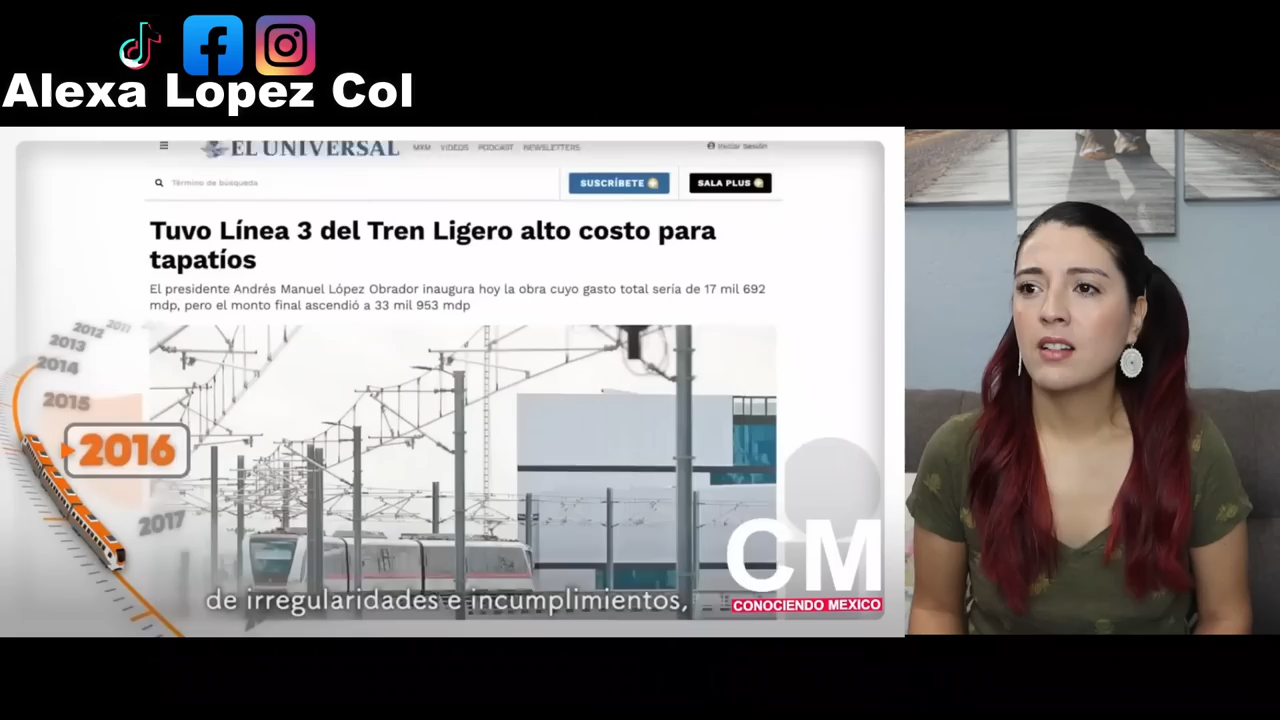 Alexa Lopez Col
EL UNIVERSAL
MXM VIDEOS PODCAST NEWSLETTERS
Iniciar Sesión
Término de búsqueda
SUSCRÍBETE
SALA PLUS
Tuvo Línea 3 del Tren Ligero alto costo para
tapatíos
El presidente Andrés Manuel López Obrador inaugura hoy la obra cuyo gasto total sería de 17 mil 692
mdp, pero el monto final ascendió a 33 mil 953 mdp
2011
2012
2013
2014
2015
2016
2017
CM
CONOCIENDO MEXICO
de irregularidades e incumplimientos,